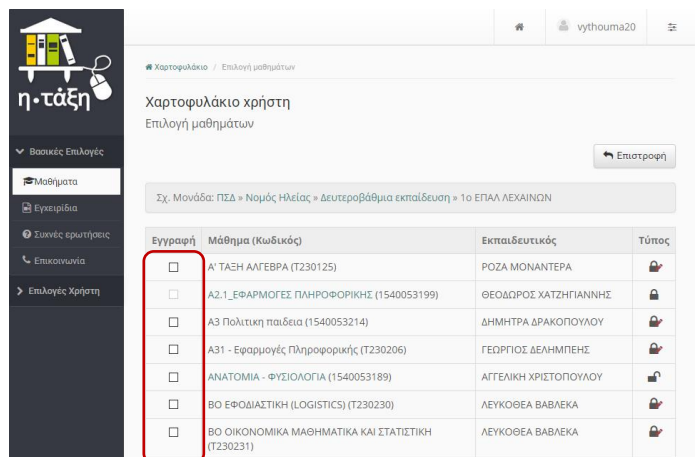 η·τάξη
vythouma20
Χαρτοφυλάκιο / Επιλογή μαθημάτων
Χαρτοφυλάκιο χρήστη
Επιλογή μαθημάτων
Επιστροφή
Βασικές Επιλογές
Μαθήματα
Εγχειρίδια
Συχνές ερωτήσεις
Επικοινωνία
Επιλογές Χρήστη
Σχ. Μονάδα: ΠΣΔ » Νομός Ηλείας » Δευτεροβάθμια εκπαίδευση » 1ο ΕΠΑΛ ΛΕΧΑΙΝΩΝ
Εγγραφή Μάθημα (Κωδικός) Εκπαιδευτικός Τύπος
Α' ΤΑΞΗ ΑΛΓΕΒΡΑ (T230125) ΡΟΖΑ ΜΟΝΑΝΤΕΡΑ
Α2.1_ΕΦΑΡΜΟΓΕΣ ΠΛΗΡΟΦΟΡΙΚΗΣ (1540053199) ΘΕΟΔΩΡΟΣ ΧΑΤΖΗΓΙΑΝΝΗΣ
Α3 Πολιτικη παιδεια (1540053214) ΔΗΜΗΤΡΑ ΔΡΑΚΟΠΟΥΛΟΥ
Α31 - Εφαρμογές Πληροφορικής (T230206) ΓΕΩΡΓΙΟΣ ΔΕΛΗΜΠΕΗΣ
ΑΝΑΤΟΜΙΑ - ΦΥΣΙΟΛΟΓΙΑ (1540053189) ΑΓΓΕΛΙΚΗ ΧΡΙΣΤΟΠΟΥΛΟΥ
ΒΟ ΕΦΟΔΙΑΣΤΙΚΗ (LOGISTICS) (T230230) ΛΕΥΚΟΘΕΑ ΒΑΒΛΕΚΑ
ΒΟ ΟΙΚΟΝΟΜΙΚΑ ΜΑΘΗΜΑΤΙΚΑ ΚΑΙ ΣΤΑΤΙΣΤΙΚΗ ΛΕΥΚΟΘΕΑ ΒΑΒΛΕΚΑ
(T230231)